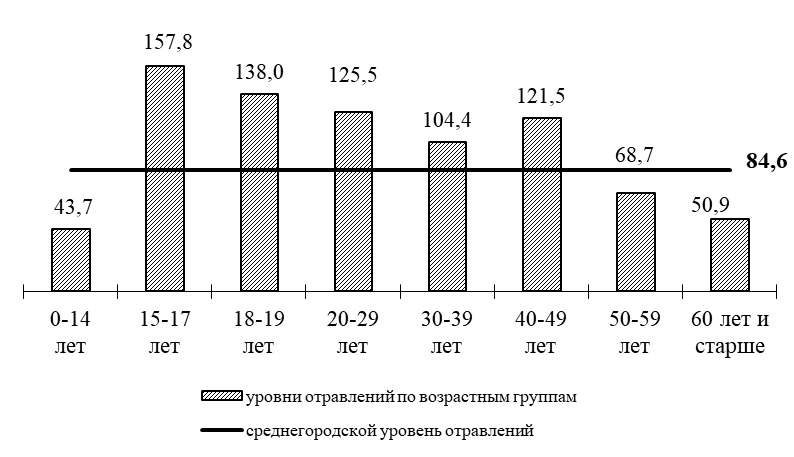 157,8
138,0
125,5
121,5
104,4
68,7
84,6
43,7
50,9
0-14 лет
15-17 лет
18-19 лет
20-29 лет
30-39 лет
40-49 лет
50-59 лет
60 лет и старше
уровни отравлений по возрастным группам
среднегородской уровень отравлений